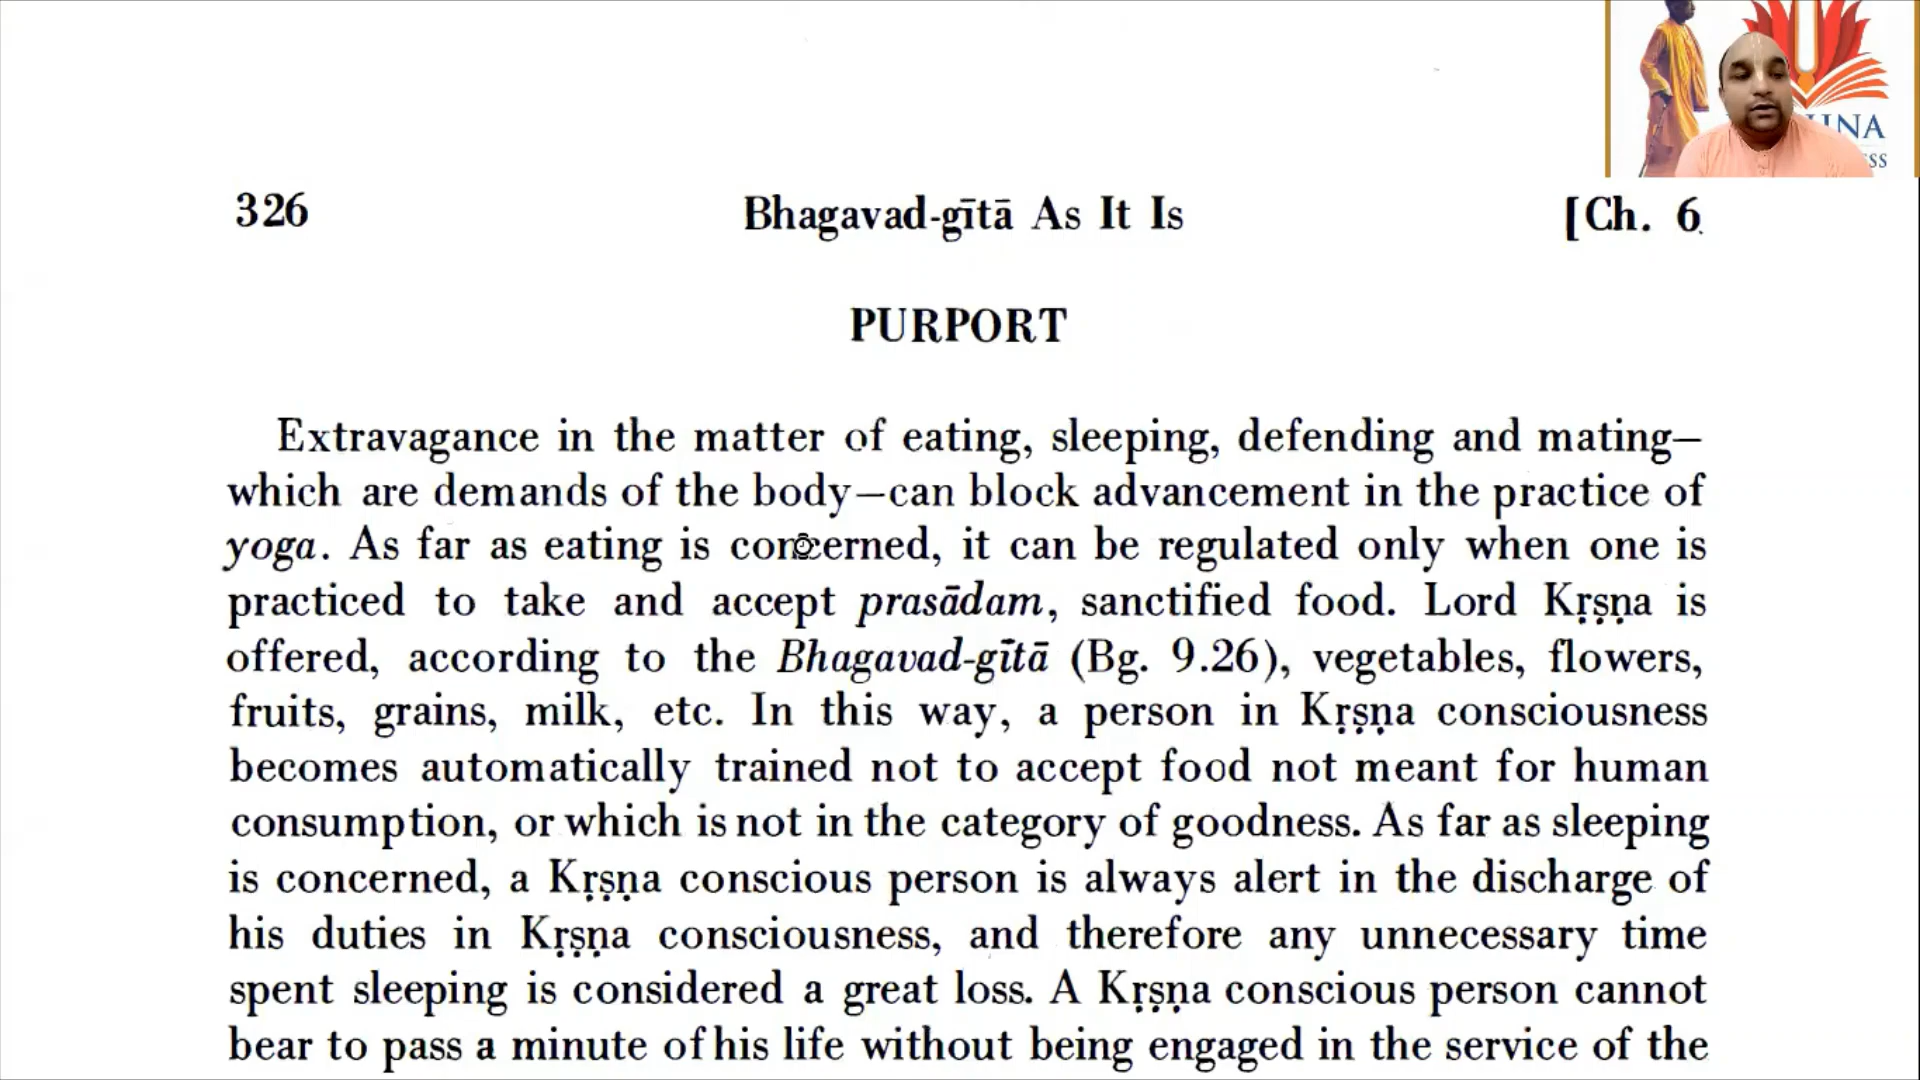 326 Bhagavad-gītā As It Is [Ch. 6
PURPORT
Extravagance in the matter of eating, sleeping, defending and mating—
which are demands of the body—can block advancement in the practice of
yoga. As far as eating is concerned, it can be regulated only when one is
practiced to take and accept prasādam, sanctified food. Lord Kṛṣṇa is
offered, according to the Bhagavad-gītā (Bg. 9.26), vegetables, flowers,
fruits, grains, milk, etc. In this way, a person in Kṛṣṇa consciousness
becomes automatically trained not to accept food not meant for human
consumption, or which is not in the category of goodness. As far as sleeping
is concerned, a Kṛṣṇa conscious person is always alert in the discharge of
his duties in Kṛṣṇa consciousness, and therefore any unnecessary time
spent sleeping is considered a great loss. A Kṛṣṇa conscious person cannot
bear to pass a minute of his life without being engaged in the service of the